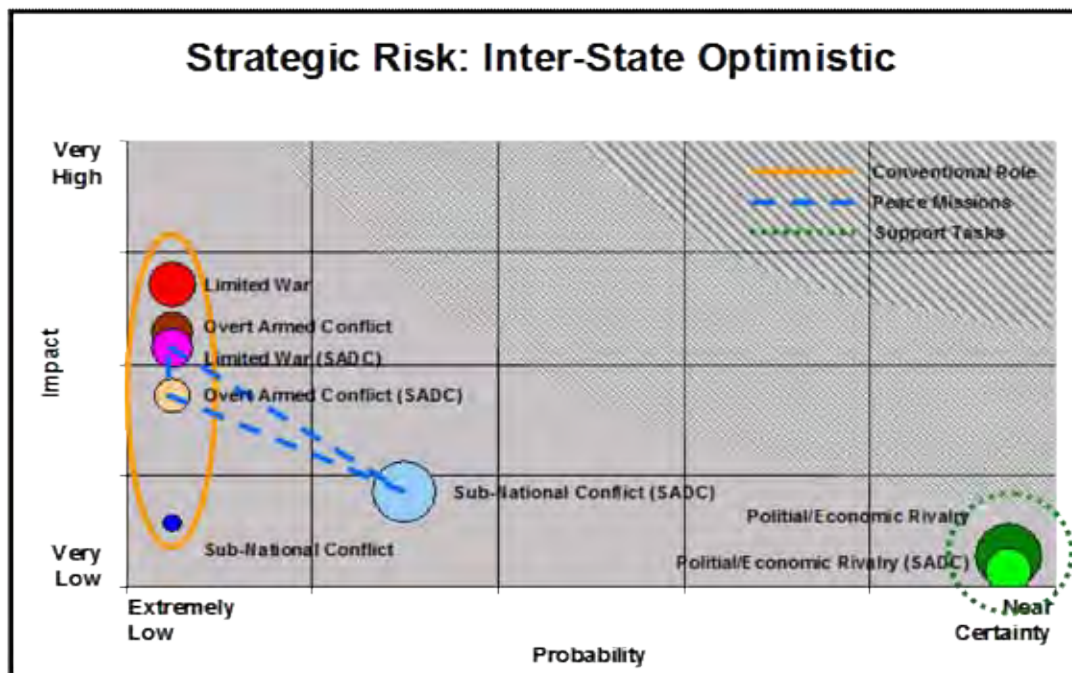 Strategic Risk: Inter-State Optimistic
Very
High
Conventional Role
Peace Missions
Support Tasks
Limited War
Overt Armed Conflict
Limited War (SADC)
Impact
Overt Armed Conflict (SADC)
Sub-National Conflict (SADC)
Politial/Economic Rivalry
Sub-National Conflict
Politial/Economic Rivalry (SADC)
Very
Low
Extremely
Low
Near
Certainty
Probability